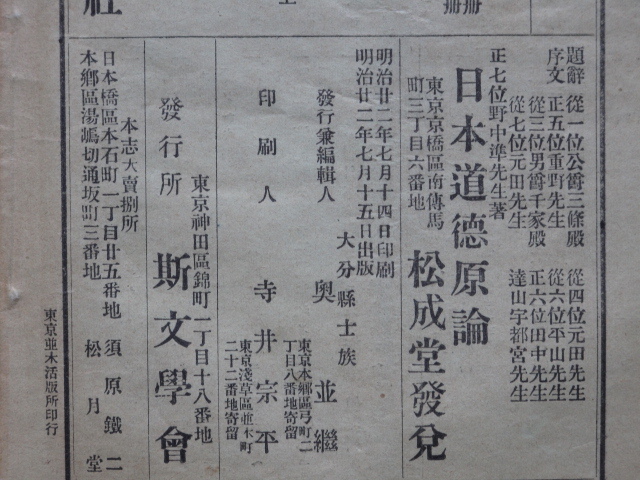 冊
冊
社
題辭 從一位公爵三條殿 從四位元田先生
序文 正五位重野先生 從六位平山先生
從三位男爵千家殿 正六位田中先生
從七位元田先生 達山宇都宮先生
正七位野中準先生著
日本道德原論
東京京橋區南傳馬
町三丁目六番地
松成堂發兌
明治廿二年七月十四日印刷
明治廿二年七月十五日出版
大分縣士族
發行兼編輯人 奧並繼
東京本鄉區弓町二
丁目八番地寄留
印刷人 寺井宗平
東京淺草區並木町
二十二番地寄留
東京神田區錦町一丁目十八番地
發行所 斯文學會
本志大賣捌所
日本橋區本石町一丁目廿五番地 須原鐵二
本鄉區湯嶋切通坂町三番地 松月堂
東京並木活版所印行